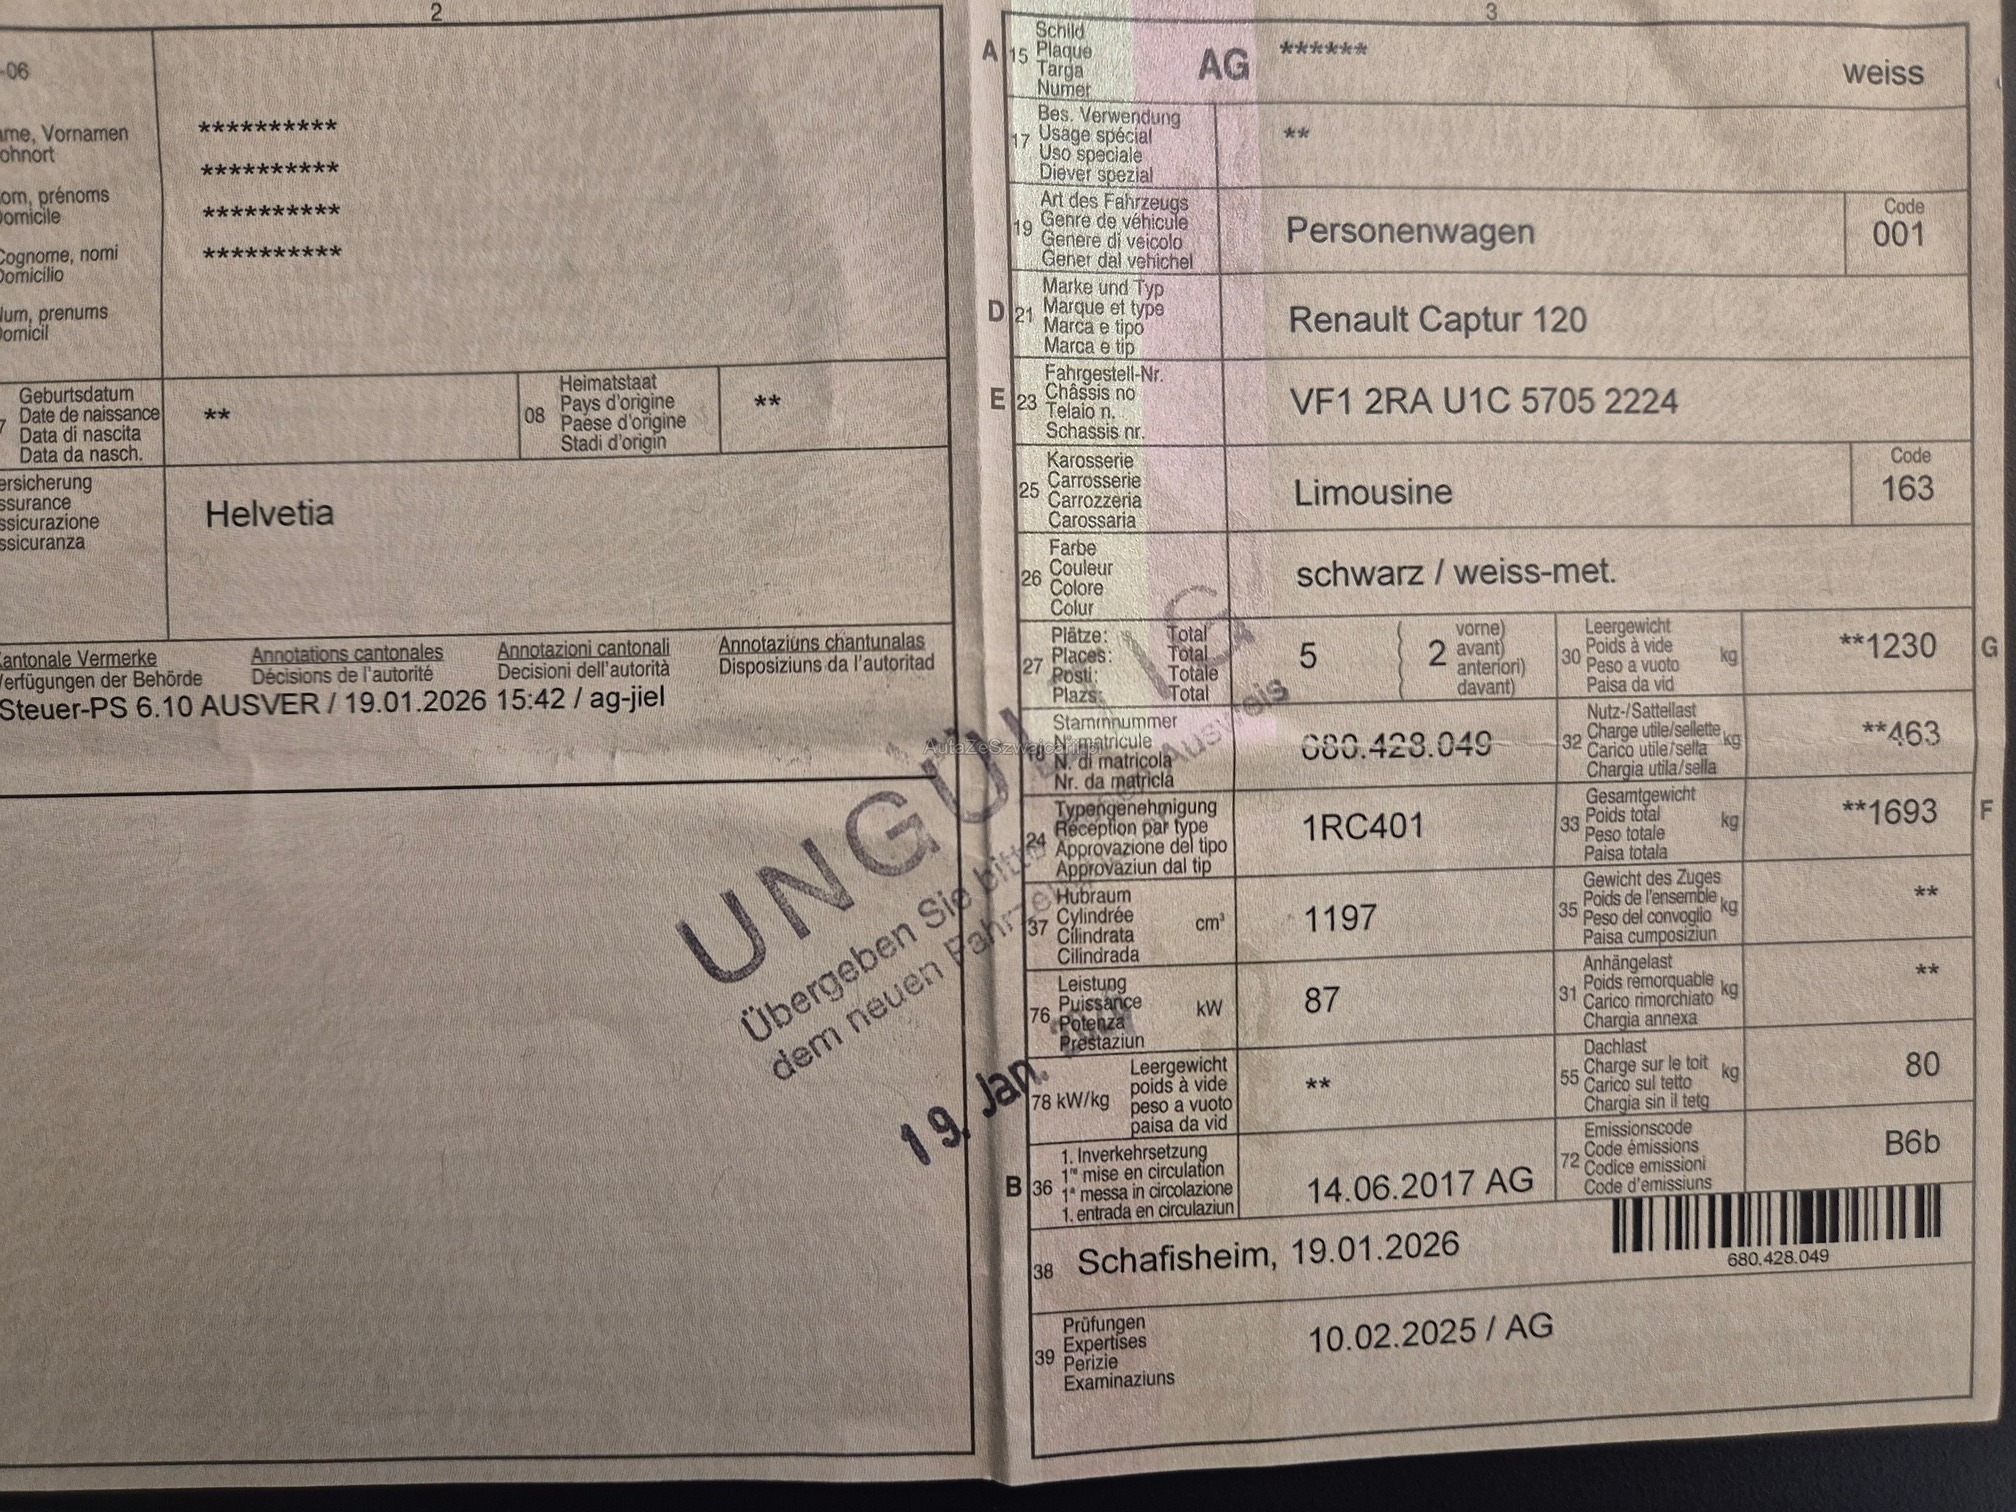 2
-06
ame, Vornamen
ohnort
om, prénoms
Domicile
Cognome, nomi
Domicilio
Num, prenums
Domicil
**********
**********
**********
**********
7 Geburtsdatum
Date de naissance
Data di nascita
Data da nasch.
**
08 Heimatstaat
Pays d'origine
Paese d'origine
Stadi d'origin
**
ersicherung
ssurance
ssicurazione
ssicuranza
Helvetia
Kantonale Vermerke
Verfügungen der Behörde
Annotations cantonales
Décisions de l'autorité
Annotazioni cantonali
Decisioni dell'autorità
Annotaziuns chantunalas
Disposiziuns da l'autoritad
Steuer-PS 6.10 AUSVER / 19.01.2026 15:42 / ag-jiel
AutaZeSzwajcarii.pl
UNGÜLTIG
Übergeben Sie bitte Ausweis
dem neuen Fahrze
19. Jan.
3
A 15 Schild
Plaque
Targa
Numer
AG ****** weiss
17 Bes. Verwendung
Usage spécial
Uso speciale
Diever spezial
**
19 Art des Fahrzeugs
Genre de véhicule
Genere di veicolo
Gener dal vehichel
Personenwagen
Code
001
D 21 Marke und Typ
Marque et type
Marca e tipo
Marca e tip
Renault Captur 120
E 23 Fahrgestell-Nr.
Châssis no
Telaio n.
Schassis nr.
VF1 2RA U1C 5705 2224
25 Karosserie
Carrosserie
Carrozzeria
Carossaria
Limousine
Code
163
26 Farbe
Couleur
Colore
Colur
schwarz / weiss-met.
27 Plätze: Total
Places: Total
Posti: Totale
Plazs: Total
5 2
vorne)
avant)
anteriori)
davant)
30 Leergewicht
Poids à vide
Peso a vuoto
Paisa da vid
kg **1230 G
18 Stammnummer
N° matricule
N. di matricola
Nr. da matricla
680.428.049
32 Nutz-/Sattellast
Charge utile/sellette
Carico utile/sella
Chargia utila/sella
kg **463
24 Typengenehmigung
Réception par type
Approvazione del tipo
Approvaziun dal tip
1RC401
33 Gesamtgewicht
Poids total
Peso totale
Paisa totala
kg **1693 F
37 Hubraum
Cylindrée
Cilindrata
Cilindrada
cm³ 1197
35 Gewicht des Zuges
Poids de l'ensemble
Peso del convoglio
Paisa cumposiziun
kg **
76 Leistung
Puissance
Potenza
Prestaziun
kW 87
31 Anhängelast
Poids remorquable
Carico rimorchiato
Chargia annexa
kg **
78 kW/kg
Leergewicht
poids à vide
peso a vuoto
paisa da vid
**
55 Dachlast
Charge sur le toit
Carico sul tetto
Chargia sin il tetg
kg 80
B 36 1. Inverkehrsetzung
1re mise en circulation
1a messa in circolazione
1. entrada en circulaziun
14.06.2017 AG
72 Emissionscode
Code émissions
Codice emissioni
Code d'emissiuns
B6b
38 Schafisheim, 19.01.2026
680.428.049
39 Prüfungen
Expertises
Perizie
Examinaziuns
10.02.2025 / AG